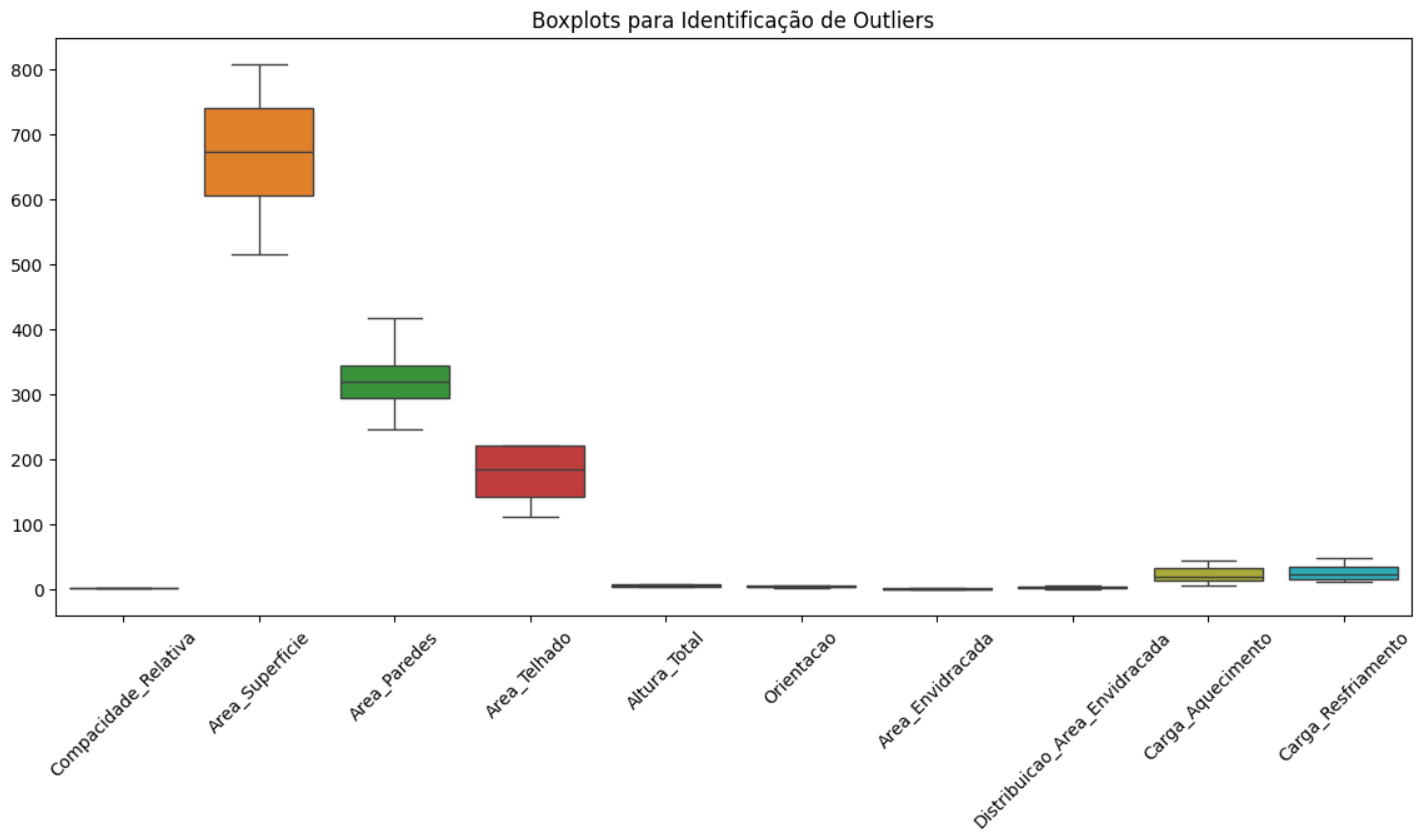 Boxplots para Identificação de Outliers
800
700
600
500
400
300
200
100
0
Compacidade_Relativa
Area_Superficie
Area_Paredes
Area_Telhado
Altura_Total
Orientacao
Area_Envidracada
Distribuicao_Area_Envidracada
Carga_Aquecimento
Carga_Resfriamento